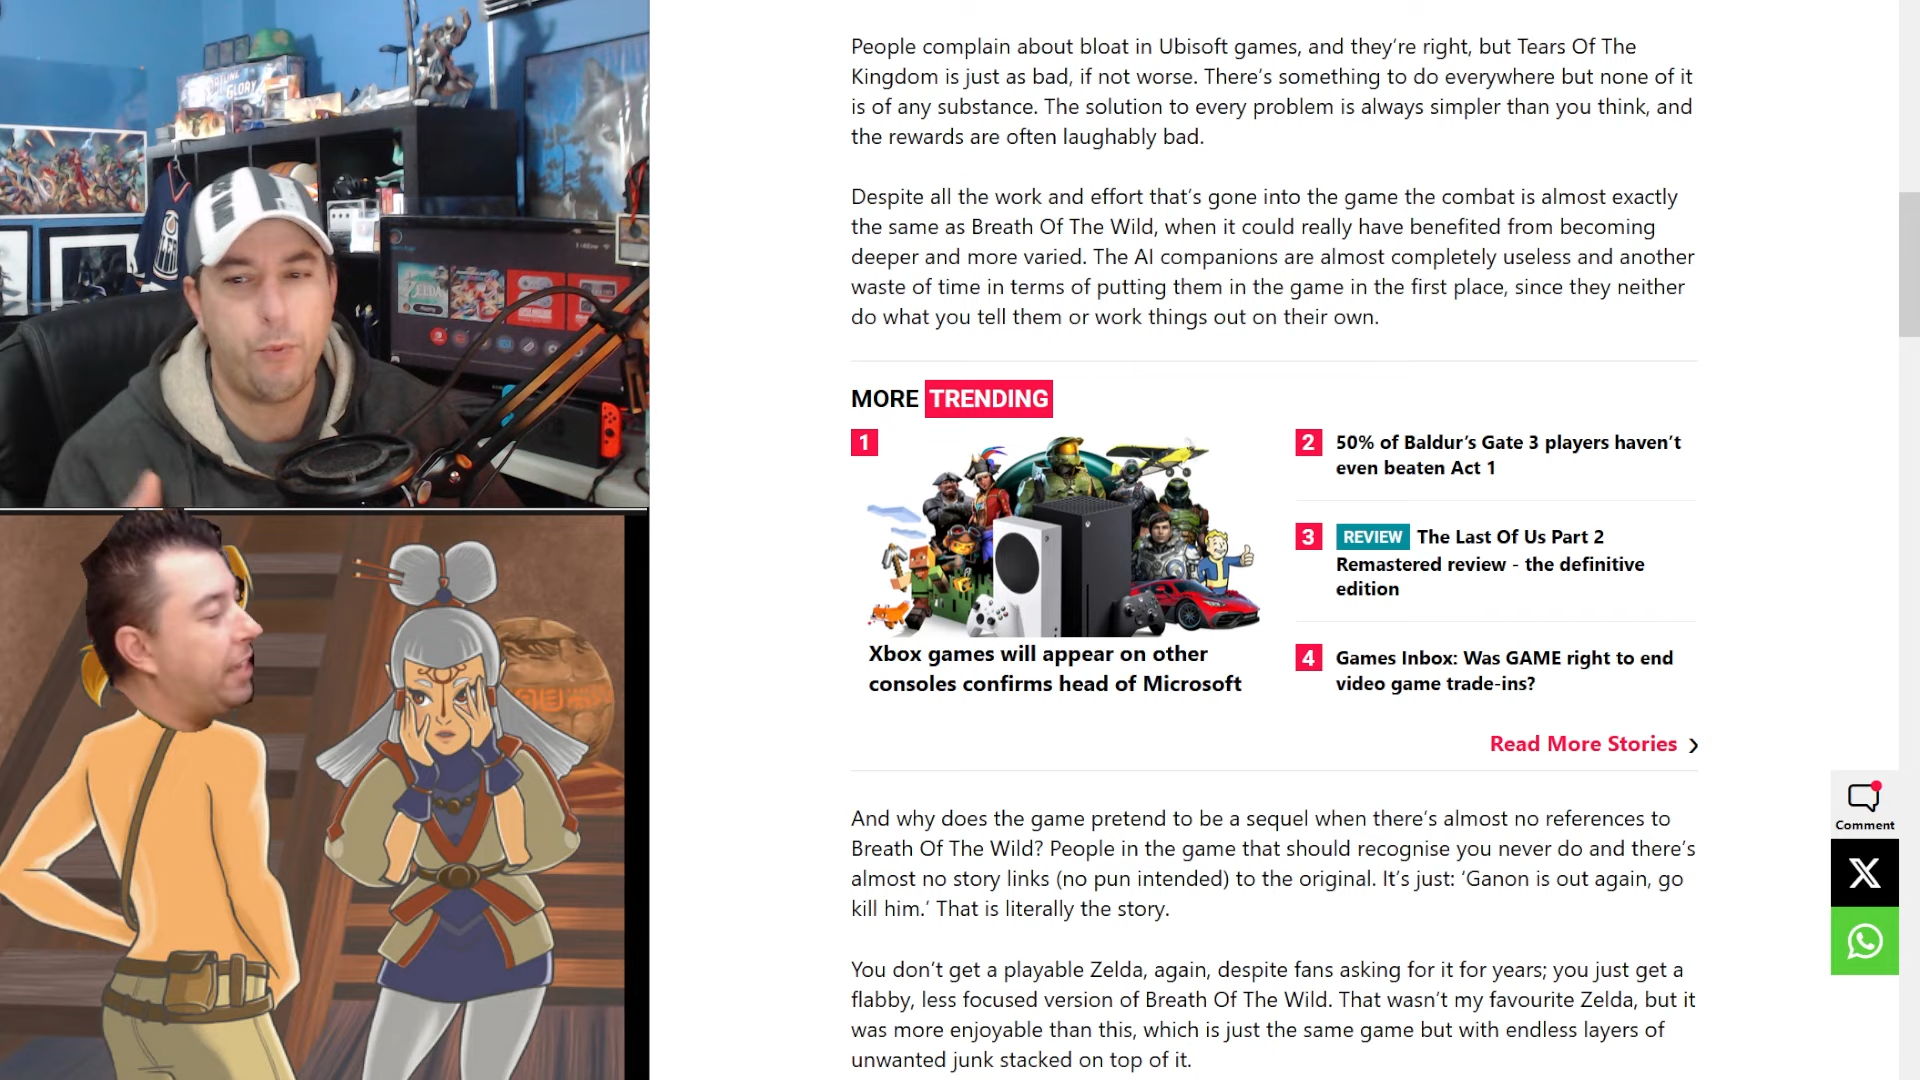 People complain about bloat in Ubisoft games, and they're right, but Tears Of The
Kingdom is just as bad, if not worse. There's something to do everywhere but none of it
is of any substance. The solution to every problem is always simpler than you think, and
the rewards are often laughably bad.
Despite all the work and effort that's gone into the game the combat is almost exactly
the same as Breath Of The Wild, when it could really have benefited from becoming
deeper and more varied. The AI companions are almost completely useless and another
waste of time in terms of putting them in the game in the first place, since they neither
do what you tell them or work things out on their own.
MORE TRENDING
1
Xbox games will appear on other
consoles confirms head of Microsoft
2 50% of Baldur's Gate 3 players haven't
even beaten Act 1
3 REVIEW The Last Of Us Part 2
Remastered review - the definitive
edition
4 Games Inbox: Was GAME right to end
video game trade-ins?
Read More Stories
And why does the game pretend to be a sequel when there's almost no references to
Breath Of The Wild? People in the game that should recognise you never do and there's
almost no story links (no pun intended) to the original. It's just: 'Ganon is out again, go
kill him.' That is literally the story.
You don't get a playable Zelda, again, despite fans asking for it for years; you just get a
flabby, less focused version of Breath Of The Wild. That wasn't my favourite Zelda, but it
was more enjoyable than this, which is just the same game but with endless layers of
unwanted junk stacked on top of it.
Comment
GLORY
ZELDA